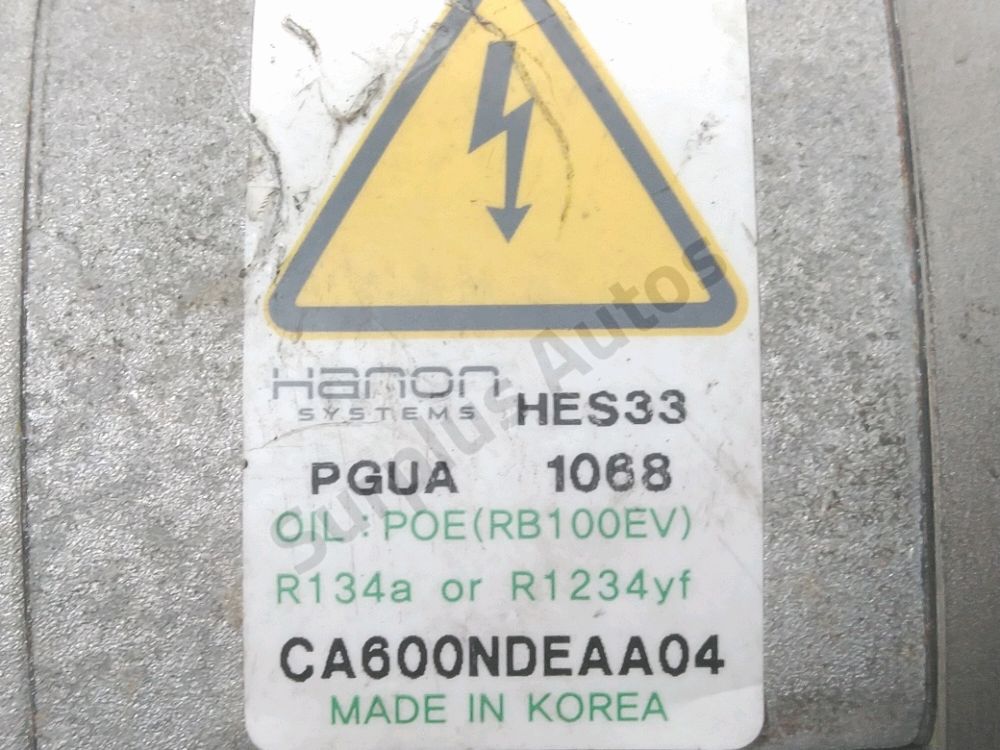 Hanon
SYSTEMS HES33
PGUA 1068
OIL: POE(RB100EV)
R134a or R1234yf
CA600NDEAA04
MADE IN KOREA
Surplus Autos